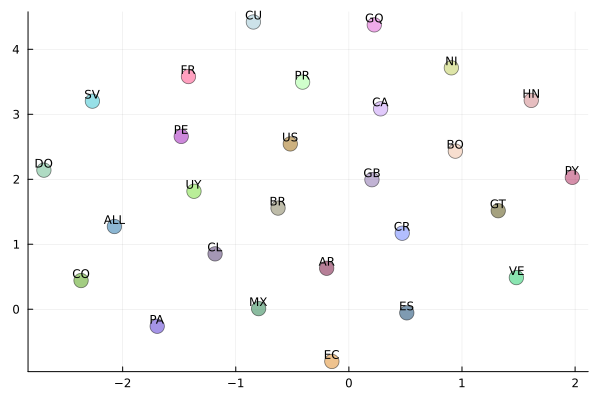 CU
GQ
4
FR
NI
PR
SV
HN
CA
3
PE
US
BO
DO
GB
PY
2
UY
BR
GT
ALL
CR
1
CL
AR
CO
VE
MX
ES
0
PA
EC
−2 −1 0 1 2